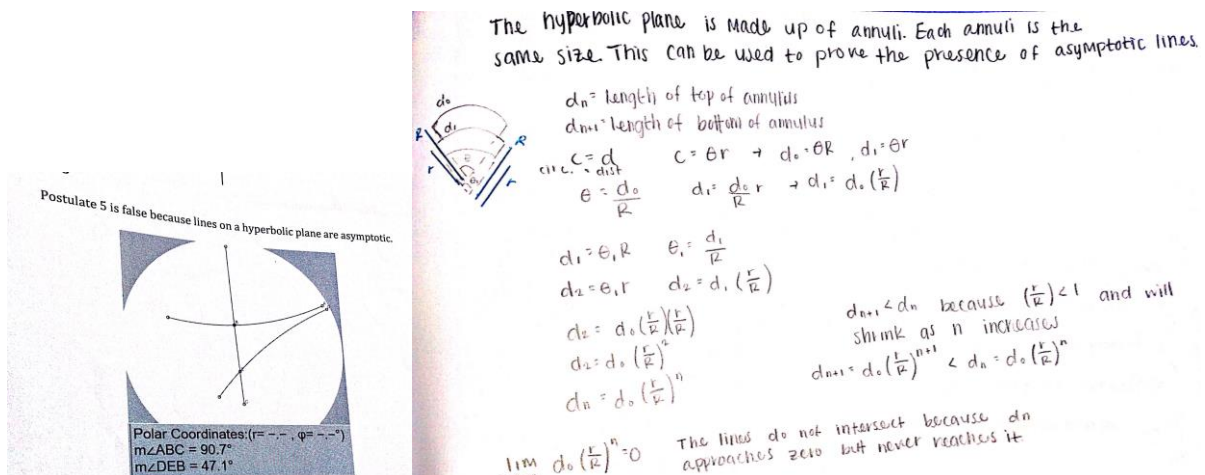 Postulate 5 is false because lines on a hyperbolic plane are asymptotic.
Polar Coordinates:(r= -.- , φ= -.-°)
m∠ABC = 90.7°
m∠DEB = 47.1°
The hyperbolic plane is made up of annuli. Each annuli is the
same size. This can be used to prove the presence of asymptotic lines.
d₀
d₁
R
R
r
r
θ
dₙ = length of top of annulus
dₙ₊₁ = length of bottom of annulus
C = d
circ. = dist
C = θr → d₀ = θR , d₁ = θr
θ = d₀/R
d₁ = d₀/R r → d₁ = d₀(r/R)
d₁ = θ₁R θ₁ = d₁/R
d₂ = θ₁r d₂ = d₁(r/R)
d₂ = d₀(r/R)(r/R)
d₂ = d₀(r/R)²
dₙ = d₀(r/R)ⁿ
dₙ₊₁ < dₙ because (r/R) < 1 and will
shrink as n increases
dₙ₊₁ = d₀(r/R)ⁿ⁺¹ < dₙ = d₀(r/R)ⁿ
lim d₀(r/R)ⁿ = 0
The lines do not intersect because dₙ
approaches zero but never reaches it